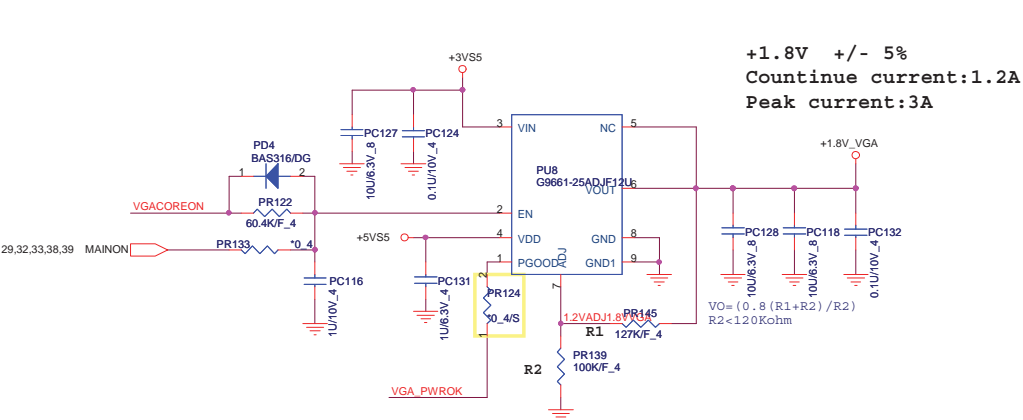 +1.8V +/- 5%
Countinue current:1.2A
Peak current:3A
+3VS5
3 VIN
NC 5
PC127
10U/6.3V_8
PC124
0.1U/10V_4
PU8
G9661-25ADJF12U
VOUT 6
+1.8V_VGA
PD4
BAS316/DG
1 2
VGACOREON
PR122
60.4K/F_4
2 EN
29,32,33,38,39 MAINON
PR133 *0_4
+5VS5
4 VDD
GND 8
1 PGOOD
ADJ
GND1 9
7
PC116
1U/10V_4
PC131
1U/6.3V_4
2
PR124
*0_4/S
1
VGA_PWROK
PC128
10U/6.3V_8
PC118
10U/6.3V_8
PC132
0.1U/10V_4
VO=(0.8(R1+R2)/R2)
R2<120Kohm
1.2VADJ1.8VVGA
PR145
R1
127K/F_4
R2
PR139
100K/F_4